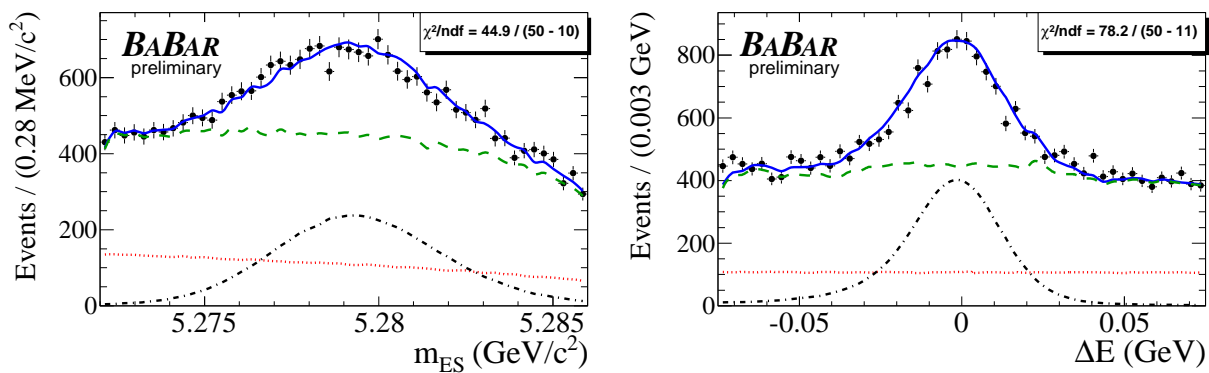 BABAR
preliminary
χ²/ndf = 44.9 / (50 - 10)
Events / (0.28 MeV/c²)
600
400
200
0
5.275
5.28
5.285
m_ES (GeV/c²)
BABAR
preliminary
χ²/ndf = 78.2 / (50 - 11)
Events / (0.003 GeV)
800
600
400
200
0
-0.05
0
0.05
ΔE (GeV)